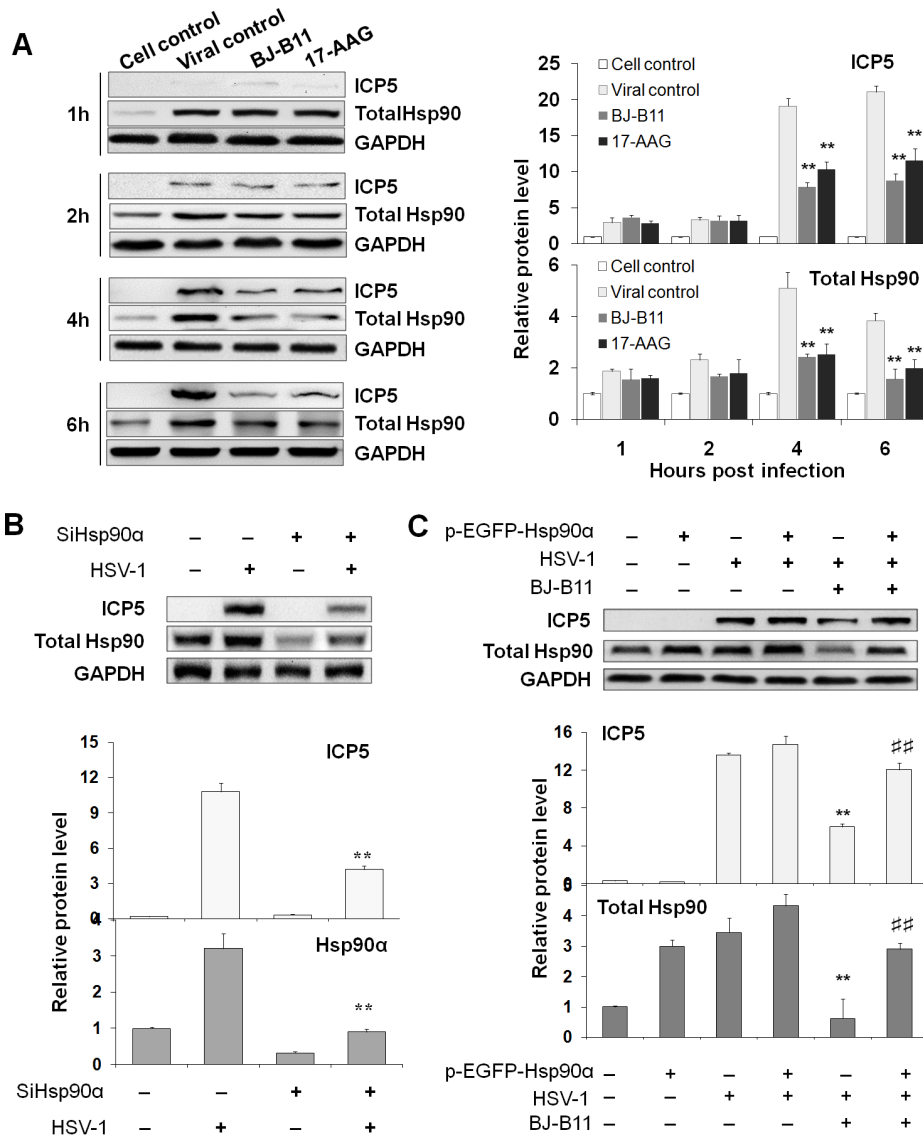 A
Cell control Viral control BJ-B11 17-AAG
1h
ICP5
TotalHsp90
GAPDH
2h
ICP5
Total Hsp90
GAPDH
4h
ICP5
Total Hsp90
GAPDH
6h
ICP5
Total Hsp90
GAPDH
Relative protein level
25
20
15
10
5
0
Cell control
Viral control
BJ-B11
17-AAG
ICP5
** ** ** **
6
4
2
0
Cell control
Viral control
BJ-B11
17-AAG
Total Hsp90
** ** ** **
1 2 4 6
Hours post infection
B
SiHsp90α – – + +
HSV-1 – + – +
ICP5
Total Hsp90
GAPDH
Relative protein level
15
12
9
6
3
0
ICP5
**
4
3
2
1
0
Hsp90α
**
SiHsp90α – – + +
HSV-1 – + – +
C
p-EGFP-Hsp90α – + – + – +
HSV-1 – – + + + +
BJ-B11 – – – – + +
ICP5
Total Hsp90
GAPDH
Relative protein level
16
12
8
4
0
ICP5
** ♯♯
5
4
3
2
1
0
Total Hsp90
** ♯♯
p-EGFP-Hsp90α – + – + – +
HSV-1 – – + + + +
BJ-B11 – – – – + +